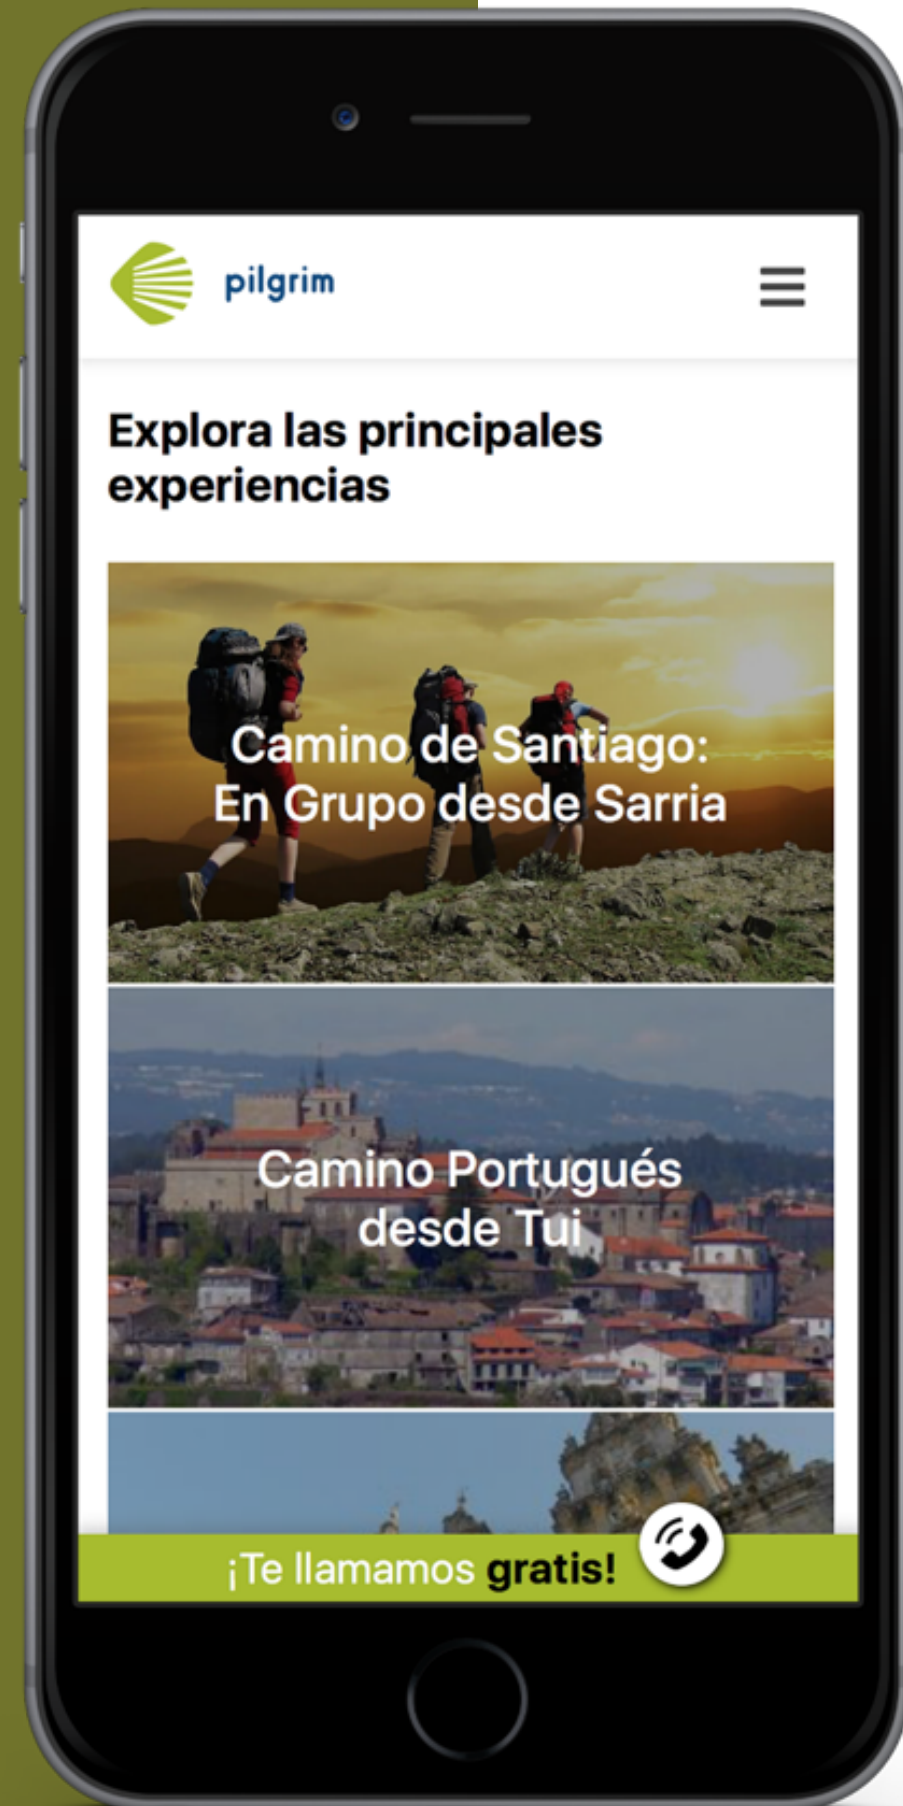 pilgrim
Explora las principales
experiencias
Camino de Santiago:
En Grupo desde Sarria
Camino Portugués
desde Tui
¡Te llamamos gratis!